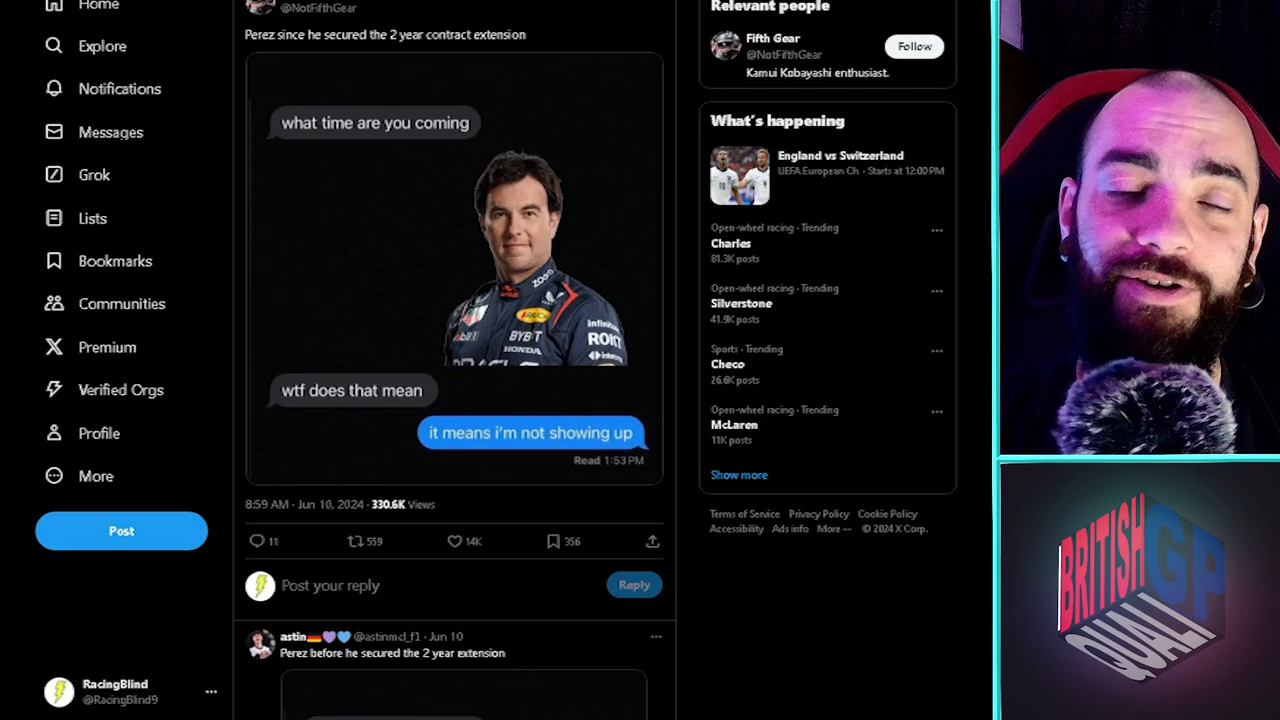 Home
Explore
Notifications
Messages
Grok
Lists
Bookmarks
Communities
Premium
Verified Orgs
Profile
More
Post
RacingBlind
@RacingBlind9
@NotFifthGear
Perez since he secured the 2 year contract extension
what time are you coming
ZOOM
BYBIT
HONDA
ORACLE
ROKT
wtf does that mean
it means i'm not showing up
Read 1:53 PM
8:59 AM · Jun 10, 2024 · 330.6K Views
11 559 14K 356
Post your reply
Reply
astin @astinmcl_f1 · Jun 10
Perez before he secured the 2 year extension
Relevant people
Fifth Gear
@NotFifthGear
Follow
Kamui Kobayashi enthusiast.
What's happening
England vs Switzerland
UEFA European Ch · Starts at 12:00 PM
Open-wheel racing · Trending
Charles
81.3K posts
Open-wheel racing · Trending
Silverstone
41.9K posts
Sports · Trending
Checo
26.6K posts
Open-wheel racing · Trending
McLaren
11K posts
Show more
Terms of Service Privacy Policy Cookie Policy
Accessibility Ads info More ··· © 2024 X Corp.
BRITISH
GP
QUALI